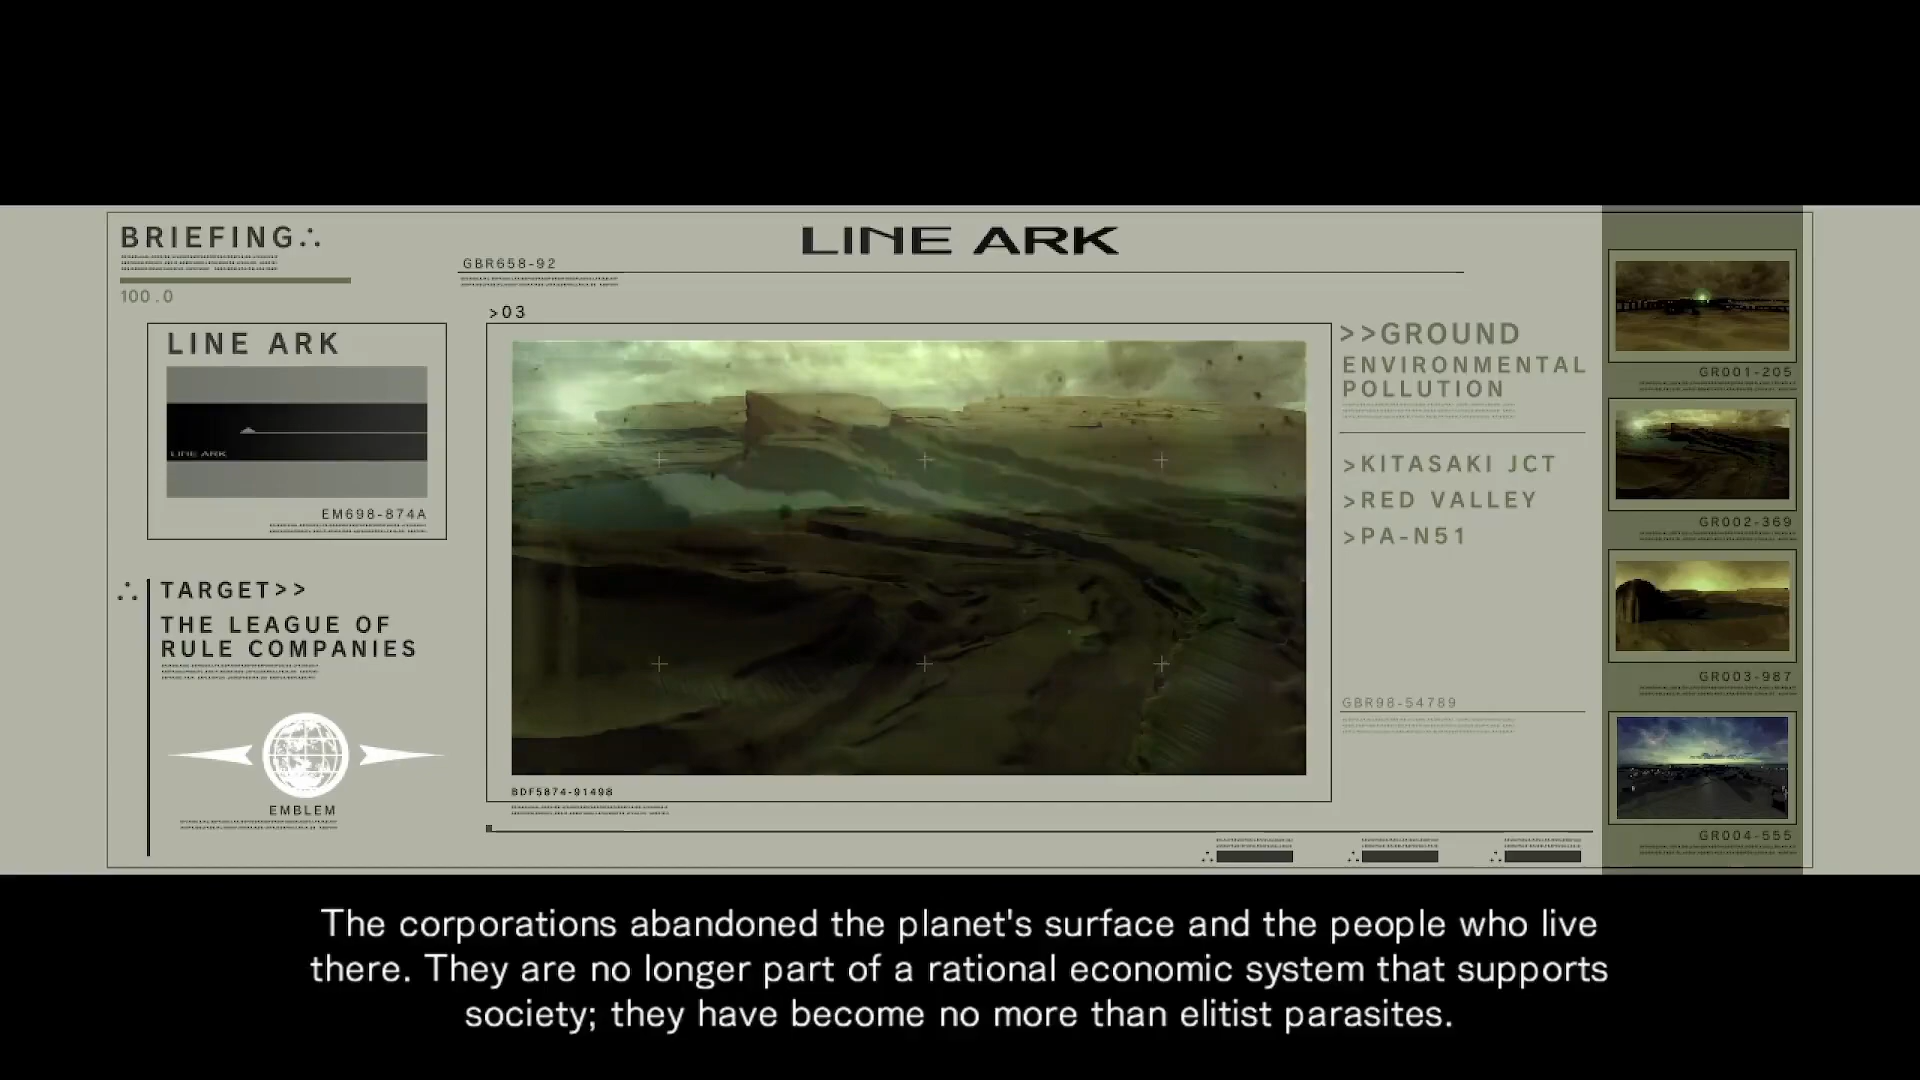 BRIEFING
100.0
LINE ARK
GBR658-92
>03
LINE ARK
LINE ARK
EM698-874A
TARGET>>
THE LEAGUE OF
RULE COMPANIES
EMBLEM
BDF5874-91498
>>GROUND
ENVIRONMENTAL
POLLUTION
>KITASAKI JCT
>RED VALLEY
>PA-N51
GBR98-54789
GR001-205
GR002-369
GR003-987
GR004-555
The corporations abandoned the planet's surface and the people who live
there. They are no longer part of a rational economic system that supports
society; they have become no more than elitist parasites.